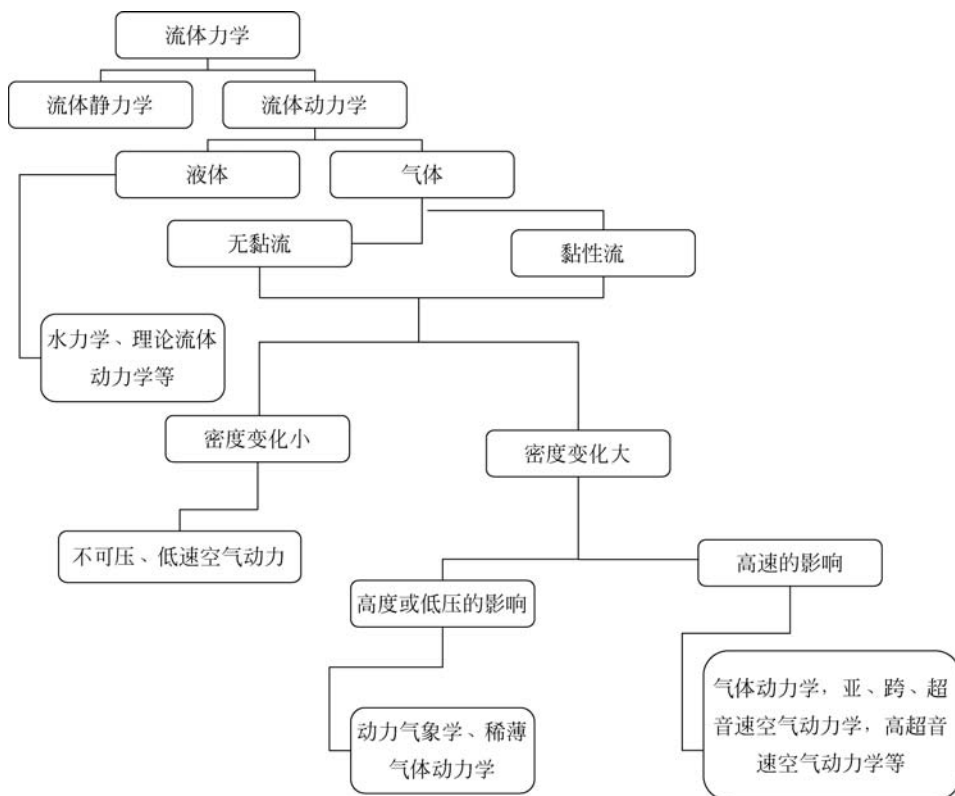 流体力学
流体静力学
流体动力学
液体
气体
无黏流
黏性流
水力学、理论流体
动力学等
密度变化小
密度变化大
不可压、低速空气动力
高速的影响
高度或低压的影响
气体动力学，亚、跨、超
音速空气动力学，高超音
速空气动力学等
动力气象学、稀薄
气体动力学